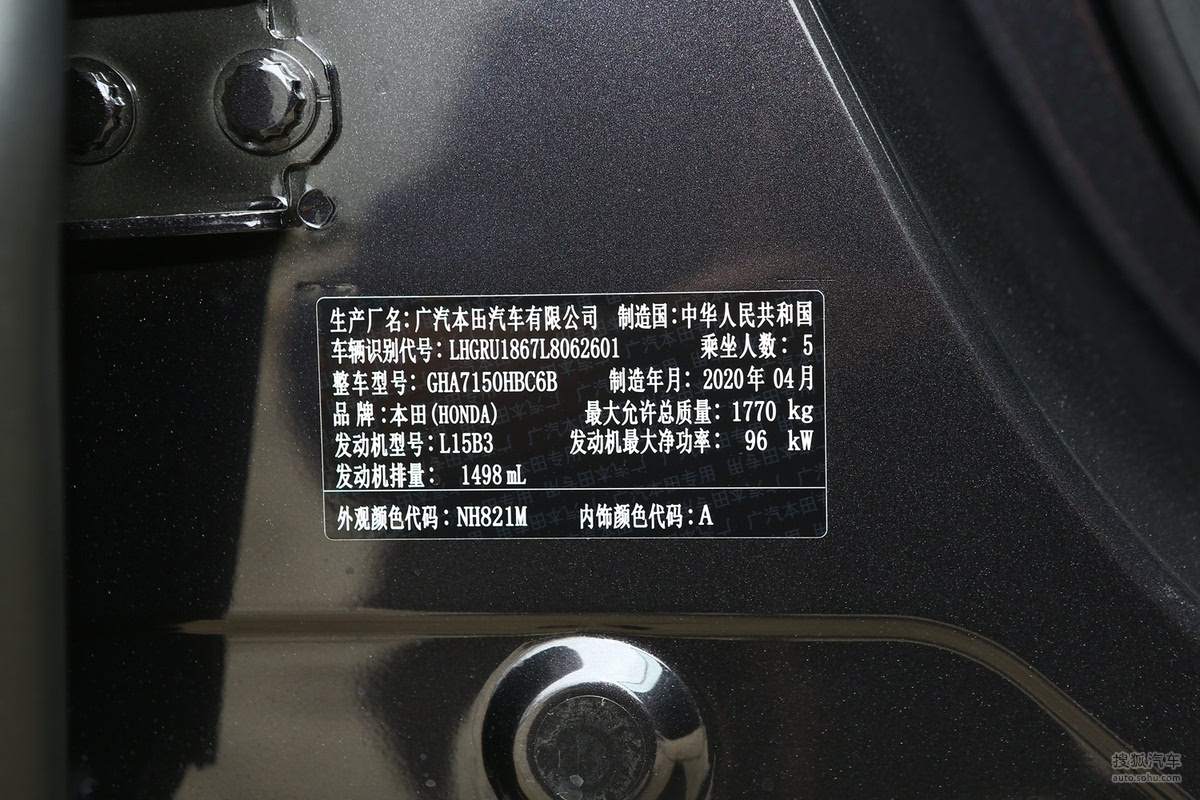 生产厂名:广汽本田汽车有限公司 制造国:中华人民共和国
车辆识别代号:LHGRU1867L8062601 乘坐人数: 5
整车型号: GHA7150HBC6B 制造年月: 2020年 04月
品 牌:本田(HONDA) 最大允许总质量: 1770 kg
发动机型号:L15B3 发动机最大净功率: 96 kW
发动机排量: 1498mL
外观颜色代码:NH821M 内饰颜色代码:A
搜狐汽车
auto.sohu.com